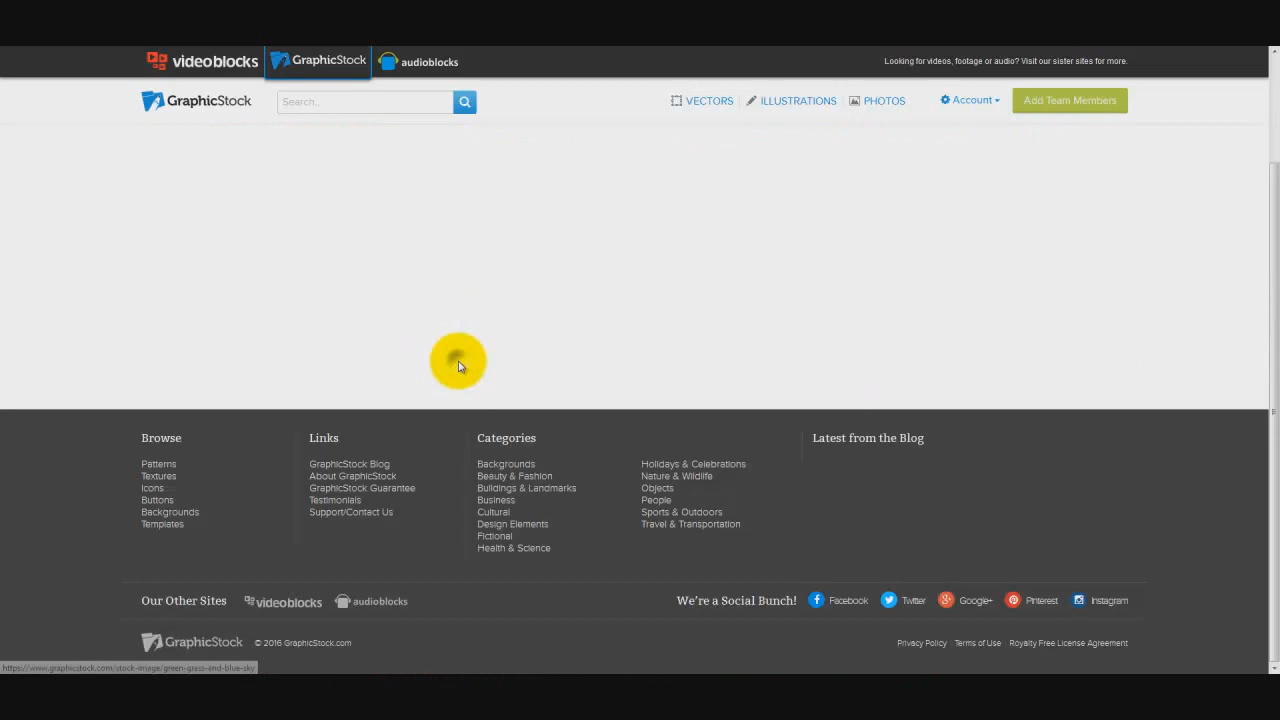 videoblocks GraphicStock audioblocks Looking for videos, footage or audio? Visit our sister sites for more.
GraphicStock Search... VECTORS ILLUSTRATIONS PHOTOS Account Add Team Members
Browse Links Categories Latest from the Blog
Patterns GraphicStock Blog Backgrounds Holidays & Celebrations
Textures About GraphicStock Beauty & Fashion Nature & Wildlife
Icons GraphicStock Guarantee Buildings & Landmarks Objects
Buttons Testimonials Business People
Backgrounds Support/Contact Us Cultural Sports & Outdoors
Templates Design Elements Travel & Transportation
Fictional
Health & Science
Our Other Sites videoblocks audioblocks We're a Social Bunch! Facebook Twitter Google+ Pinterest Instagram
GraphicStock © 2016 GraphicStock.com Privacy Policy Terms of Use Royalty Free License Agreement
https://www.graphicstock.com/stock-image/green-grass-and-blue-sky